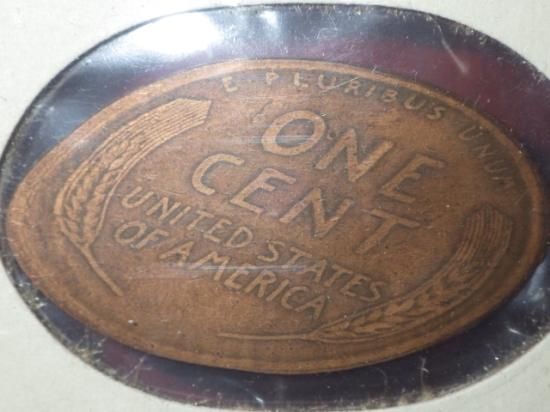 E PLURIBUS UNUM
ONE
CENT
UNITED STATES
OF AMERICA